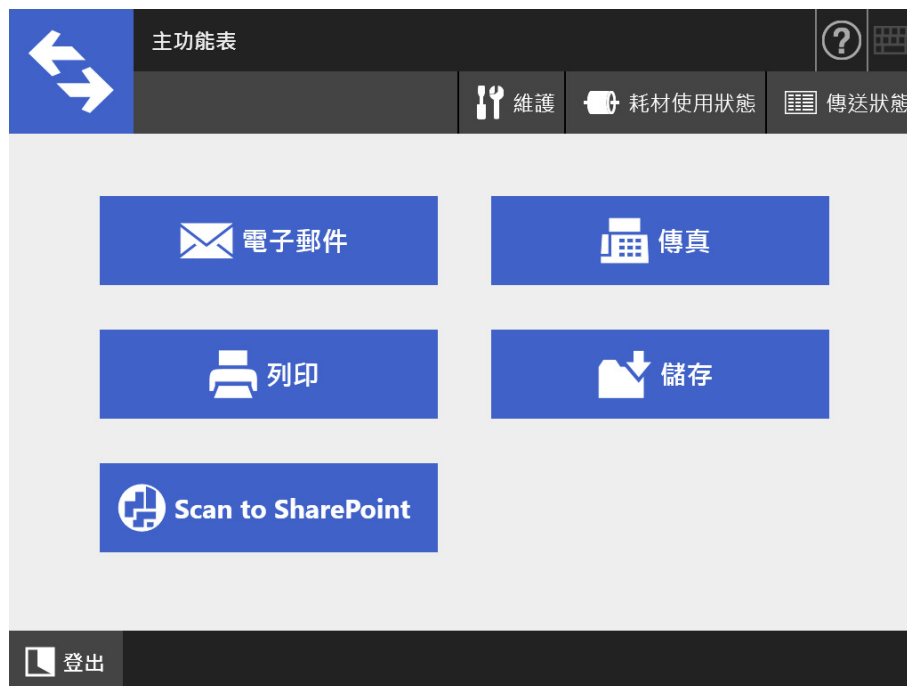 主功能表
維護
耗材使用狀態
傳送狀態
電子郵件
傳真
列印
儲存
Scan to SharePoint
登出